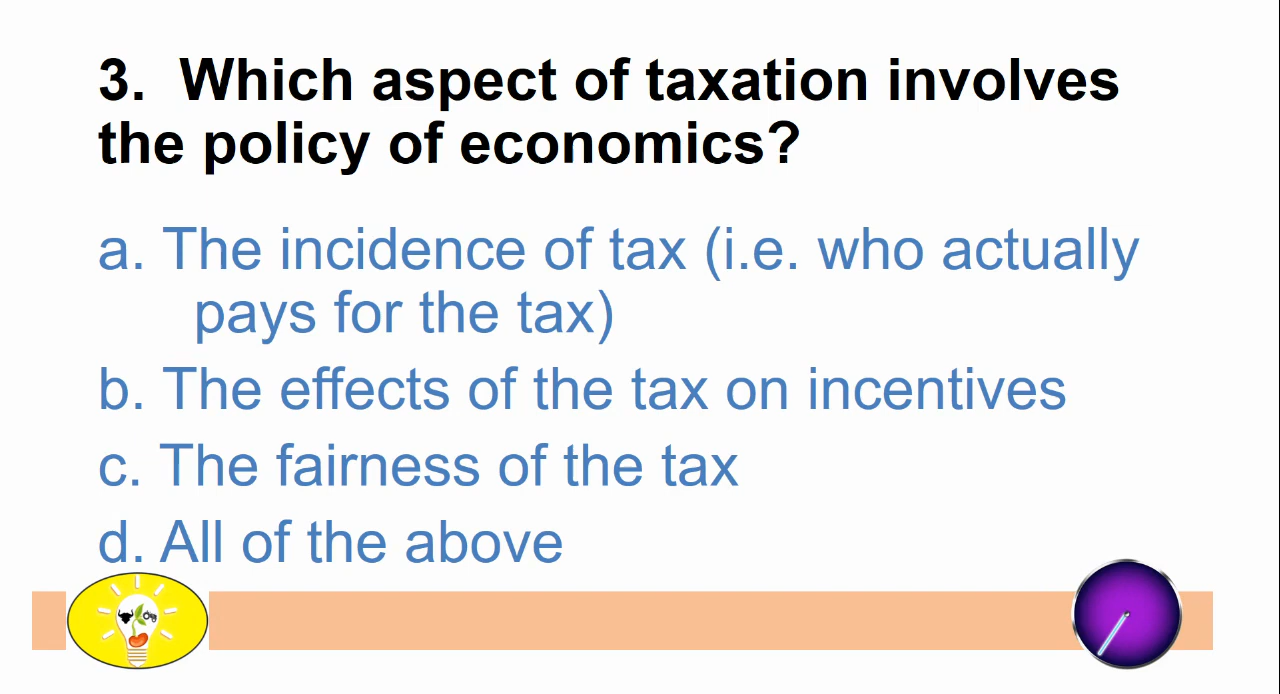 3. Which aspect of taxation involves
the policy of economics?
a. The incidence of tax (i.e. who actually
pays for the tax)
b. The effects of the tax on incentives
c. The fairness of the tax
d. All of the above